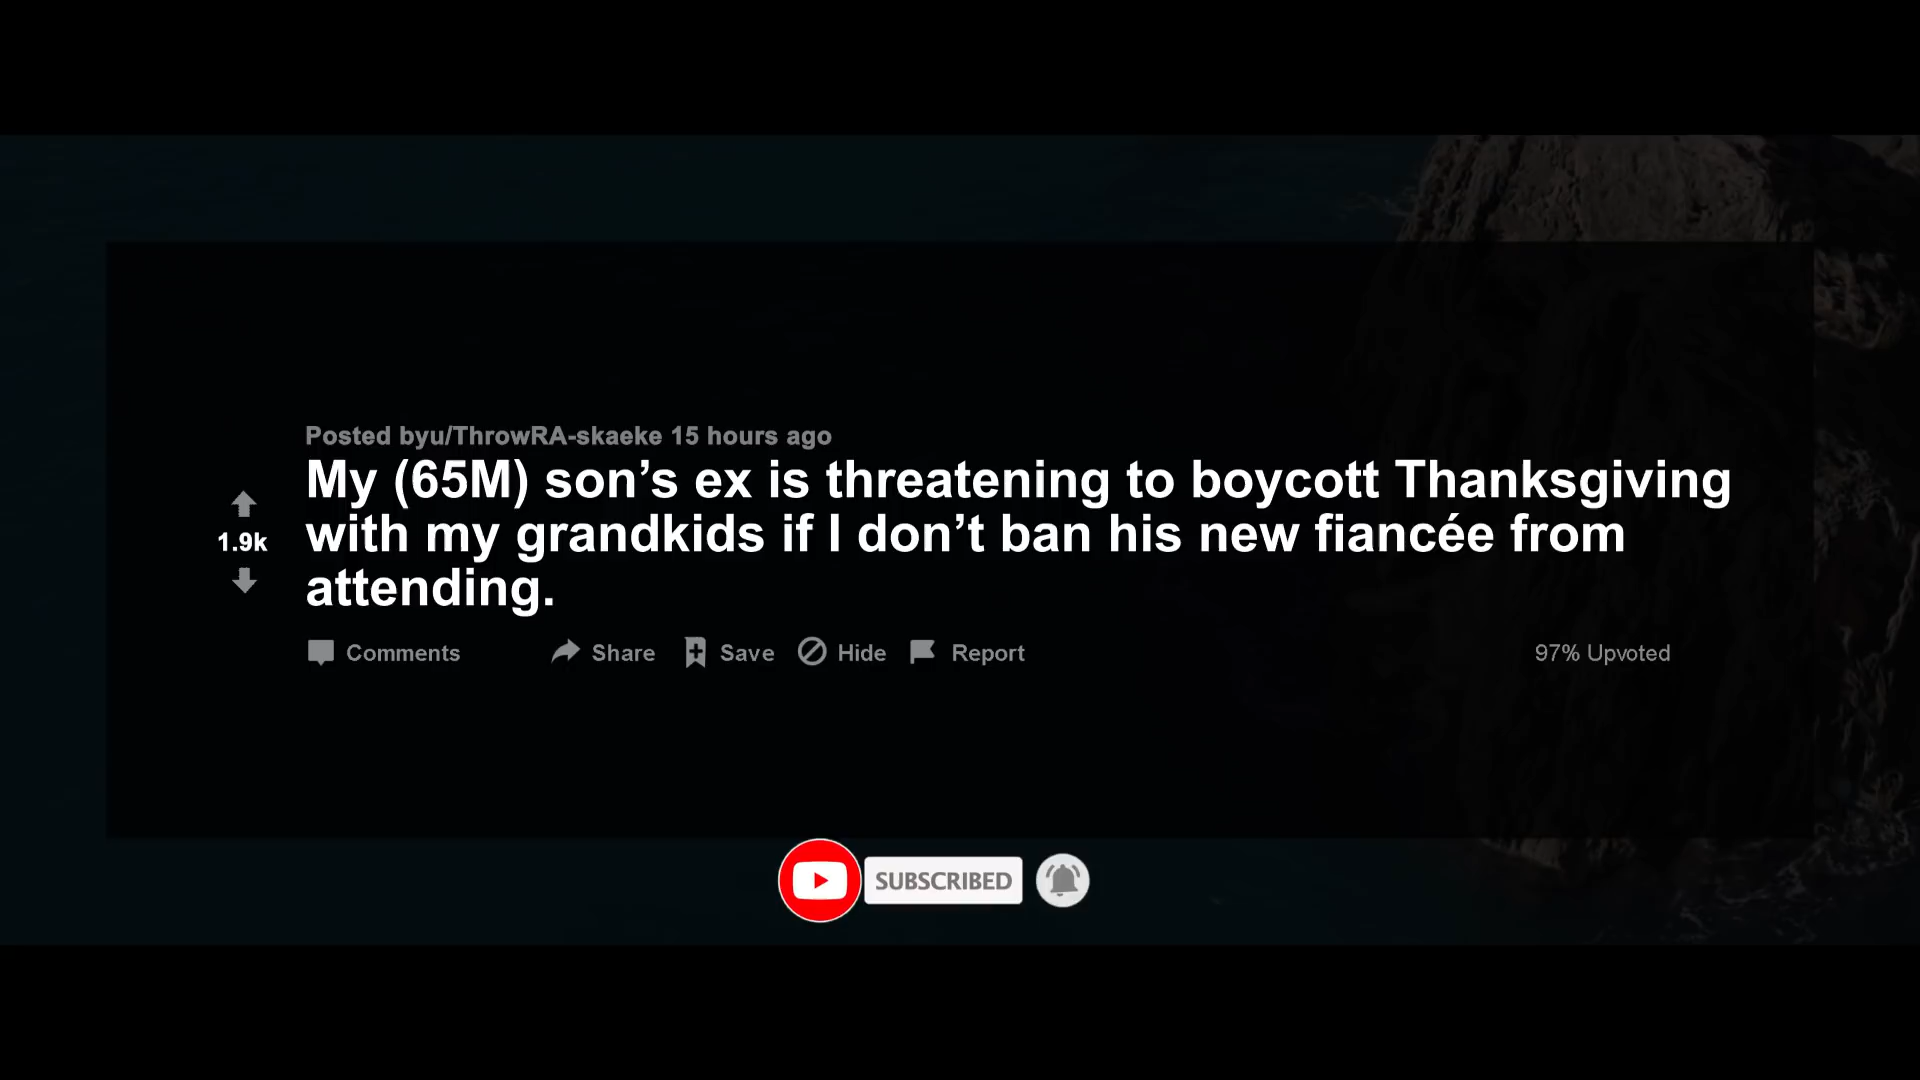 Posted byu/ThrowRA-skaeke 15 hours ago
My (65M) son’s ex is threatening to boycott Thanksgiving
with my grandkids if I don’t ban his new fiancée from
attending.
1.9k
Comments Share Save Hide Report 97% Upvoted
SUBSCRIBED